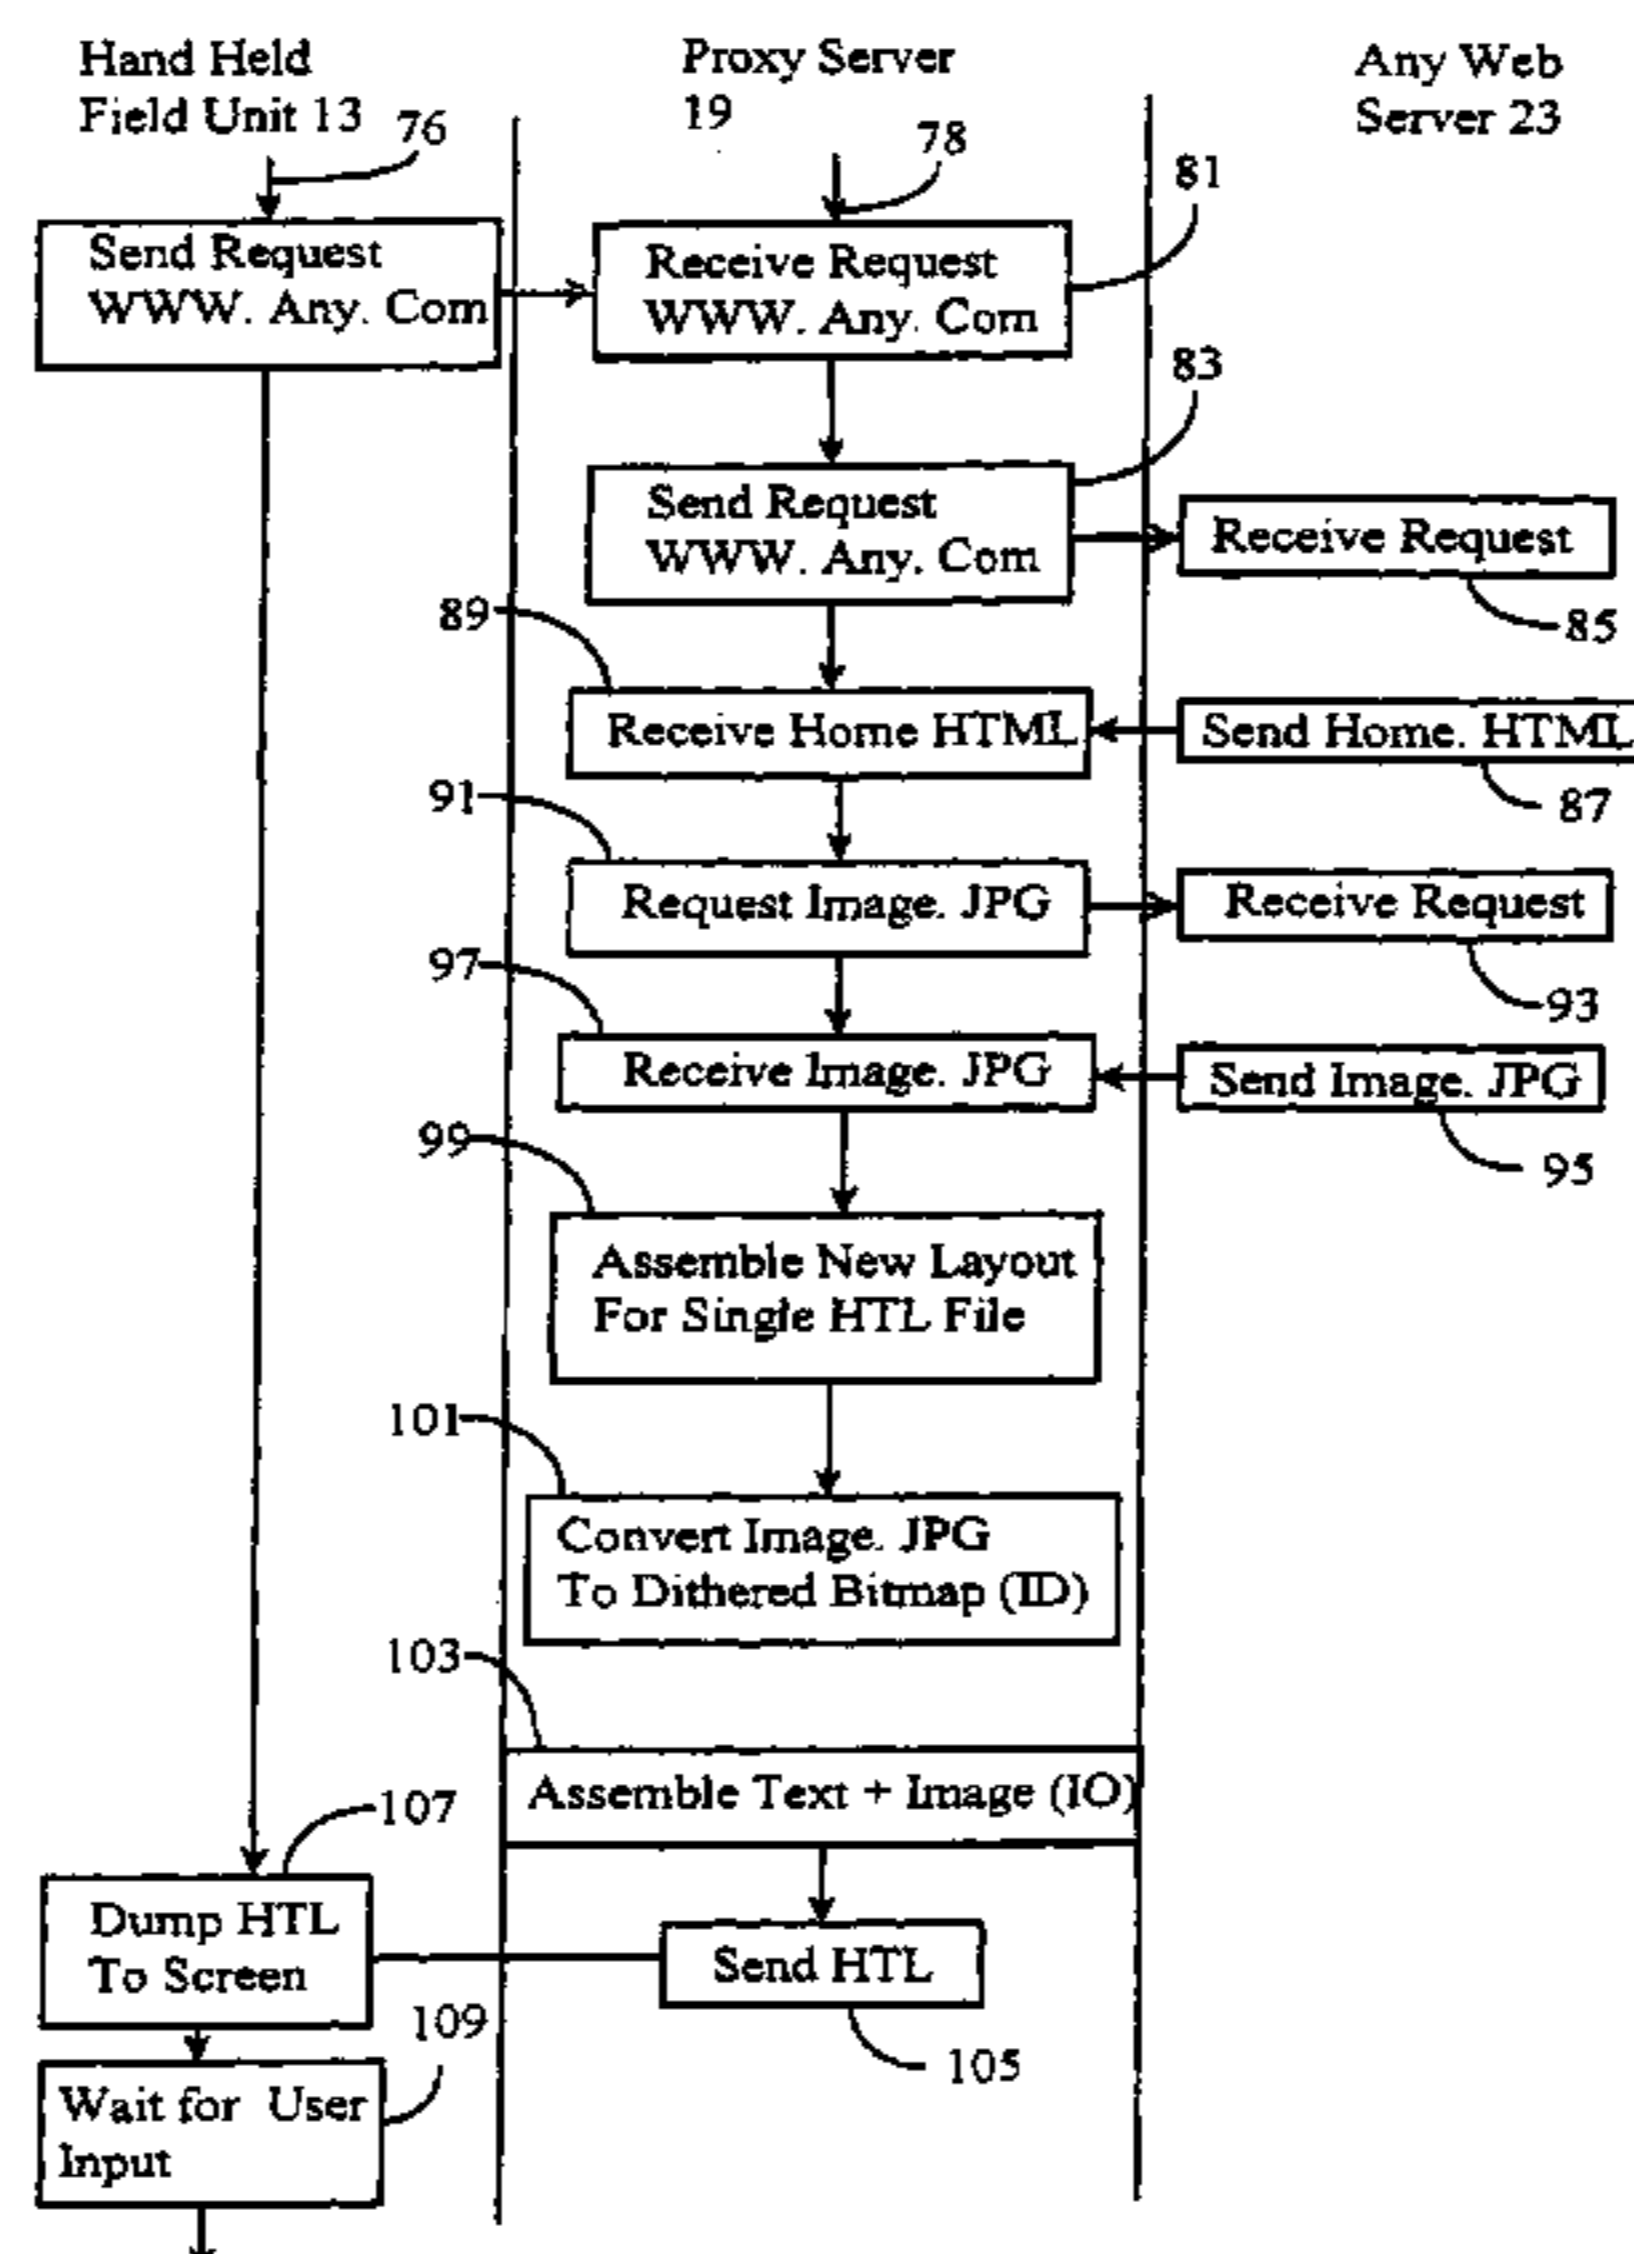 Hand Held
Field Unit 13
76
Proxy Server
19
78
Any Web
Server 23
81
Send Request
WWW. Any. Com
Receive Request
WWW. Any. Com
83
Send Request
WWW. Any. Com
Receive Request
85
89
Receive Home HTML
Send Home. HTML
87
91
Request Image. JPG
Receive Request
93
97
Receive Image. JPG
Send Image. JPG
95
99
Assemble New Layout
For Single HTL File
101
Convert Image. JPG
To Dithered Bitmap (ID)
103
Assemble Text + Image (IO)
107
Dump HTL
To Screen
Send HTL
105
109
Wait for User
Input